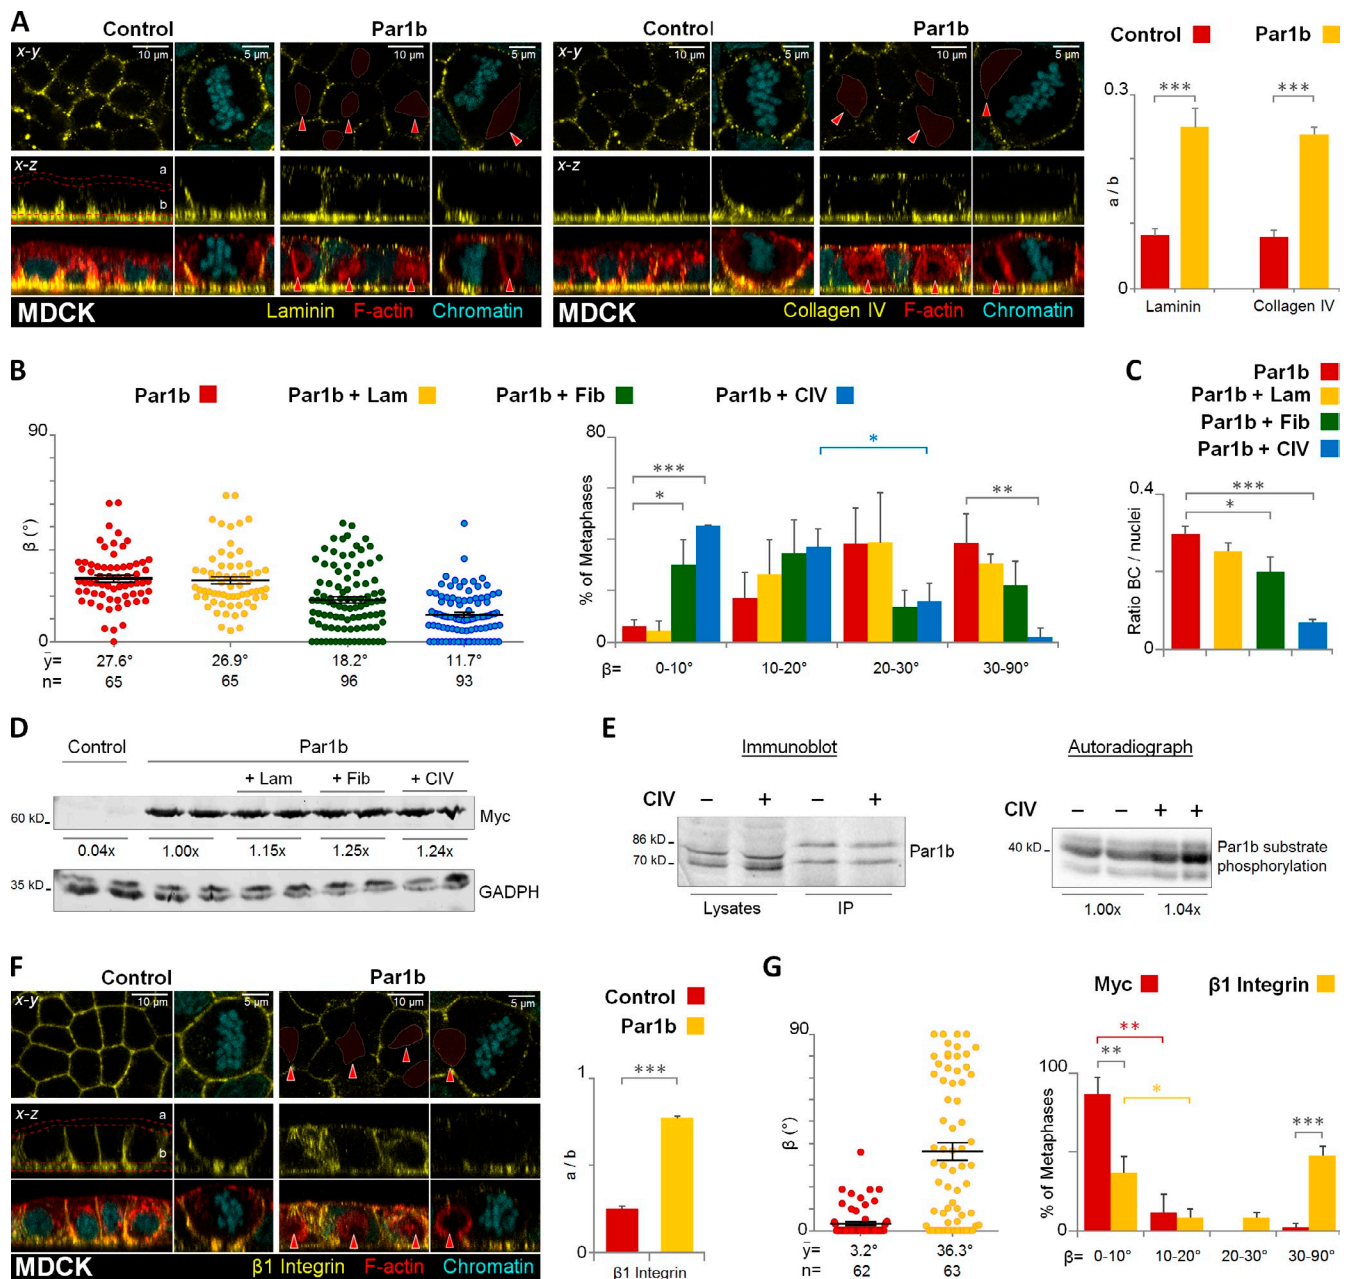 A
Control
Par1b
Control
Par1b
Control
Par1b
x-y
10 µm
5 µm
10 µm
5 µm
x-y
10 µm
5 µm
10 µm
5 µm
x-z
a
b
x-z
MDCK
Laminin F-actin Chromatin
MDCK
Collagen IV F-actin Chromatin
0.3
a / b
0
***
***
Laminin
Collagen IV
B
Par1b
Par1b + Lam
Par1b + Fib
Par1b + CIV
90
β (°)
0
y̅=
27.6°
26.9°
18.2°
11.7°
n=
65
65
96
93
80
% of Metaphases
0
***
*
*
**
β=
0-10°
10-20°
20-30°
30-90°
C
Par1b
Par1b + Lam
Par1b + Fib
Par1b + CIV
0.4
Ratio BC / nuclei
0
***
*
D
Control
Par1b
+ Lam
+ Fib
+ CIV
60 kD
Myc
0.04x
1.00x
1.15x
1.25x
1.24x
35 kD
GADPH
E
Immunoblot
CIV
–
+
–
+
86 kD
70 kD
Par1b
Lysates
IP
Autoradiograph
CIV
–
–
+
+
40 kD
Par1b substrate
phosphorylation
1.00x
1.04x
F
Control
Par1b
x-y
10 µm
5 µm
10 µm
5 µm
x-z
a
b
MDCK
β1 Integrin F-actin Chromatin
Control
Par1b
1
a / b
0
***
β1 Integrin
G
Myc
β1 Integrin
90
β (°)
0
y̅=
3.2°
36.3°
n=
62
63
100
% of Metaphases
0
**
**
*
***
β=
0-10°
10-20°
20-30°
30-90°